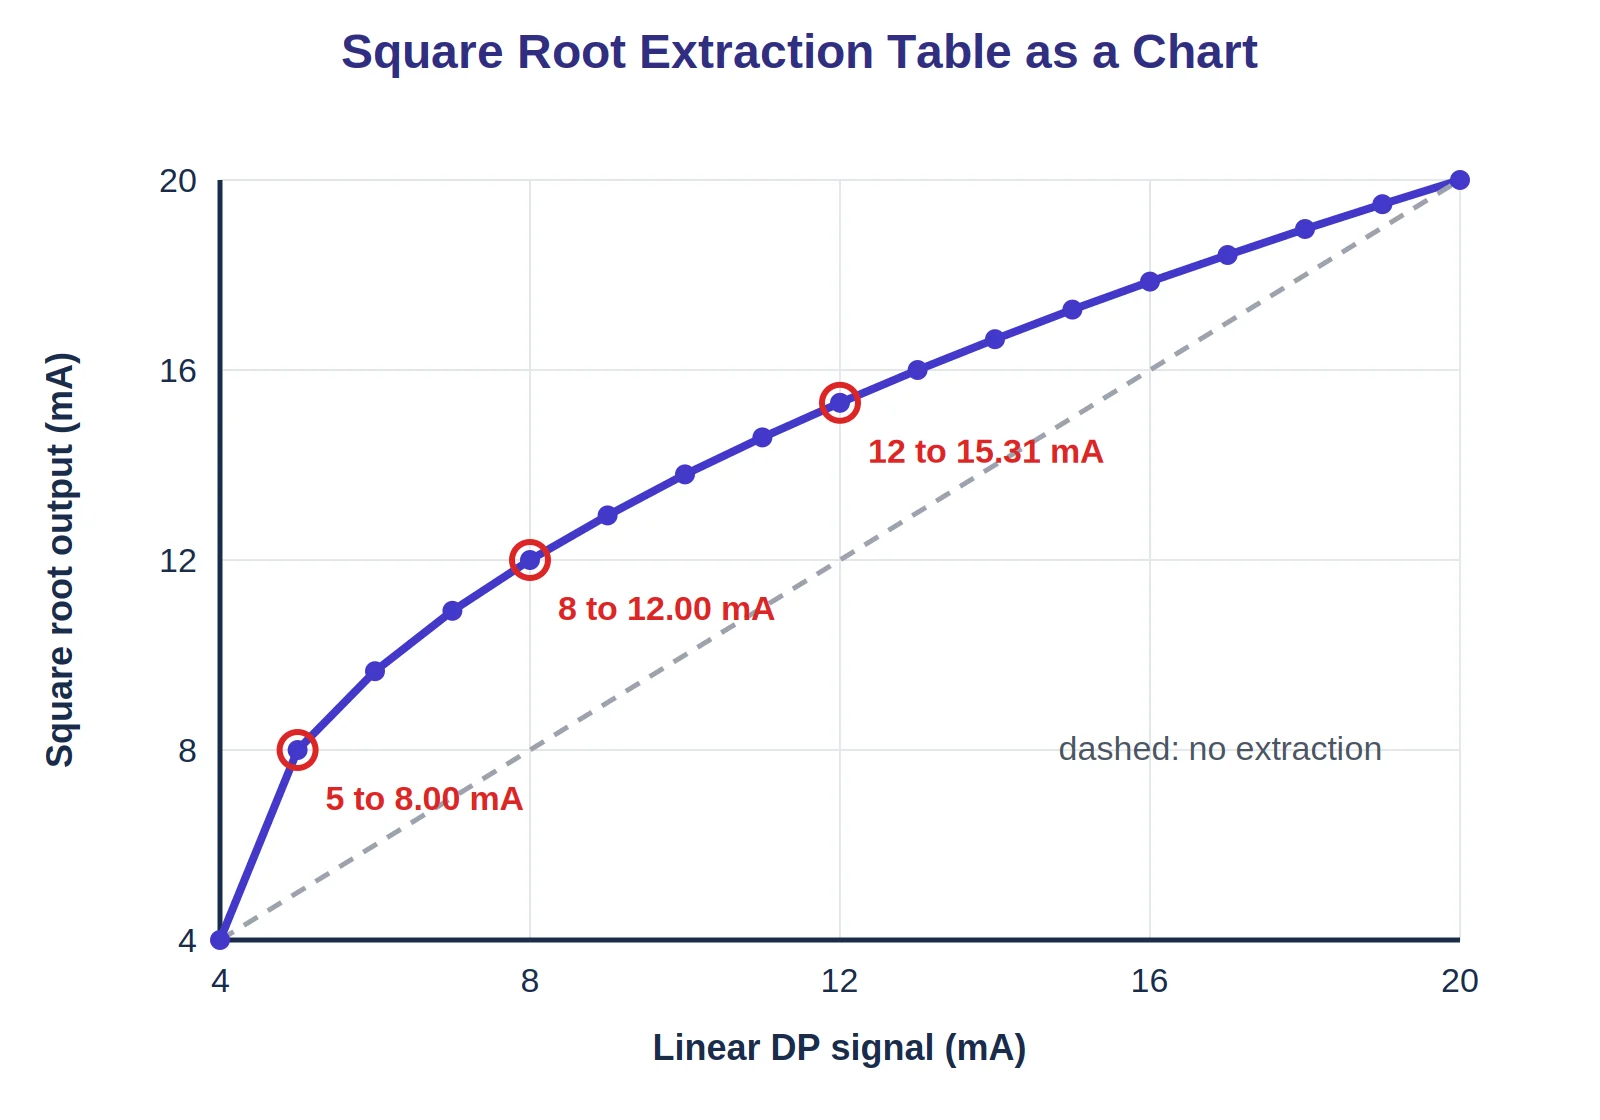 Square Root Extraction Table as a Chart
20
16
12
8
4
Square root output (mA)
12 to 15.31 mA
8 to 12.00 mA
5 to 8.00 mA
dashed: no extraction
4 8 12 16 20
Linear DP signal (mA)